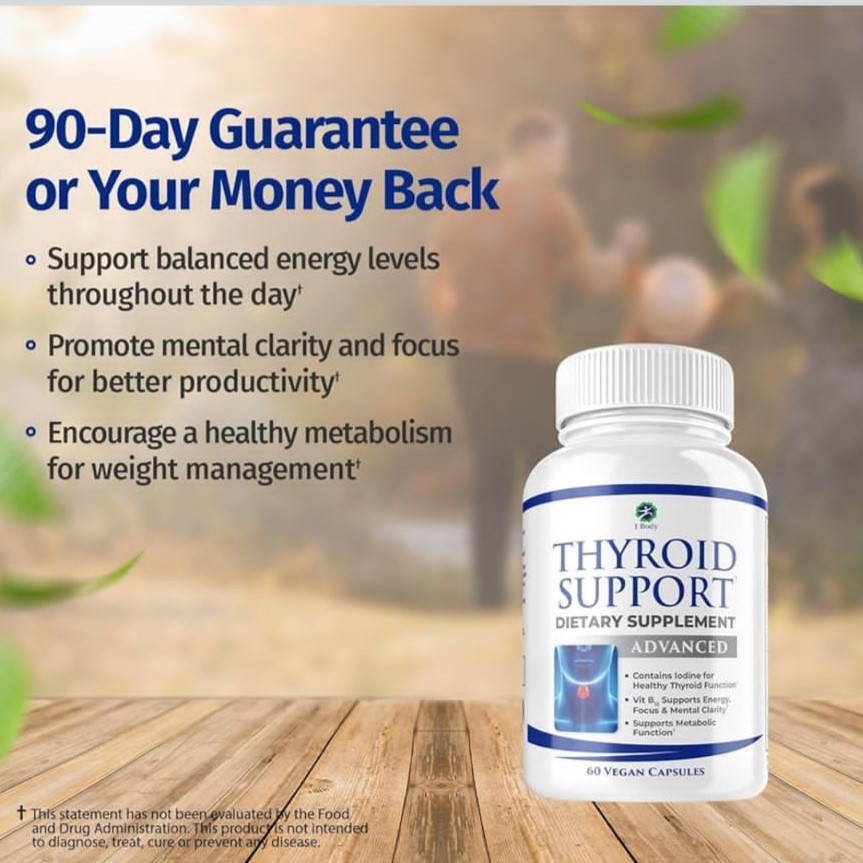 90-Day Guarantee
or Your Money Back
Support balanced energy levels
throughout the day†
Promote mental clarity and focus
for better productivity†
Encourage a healthy metabolism
for weight management†
1 Body
THYROID
SUPPORT†
DIETARY SUPPLEMENT
ADVANCED
• Contains Iodine for
Healthy Thyroid Function†
• Vit B₁₂ Supports Energy,
Focus & Mental Clarity†
• Supports Metabolic
Function†
60 VEGAN CAPSULES
† This statement has not been evaluated by the Food
and Drug Administration. This product is not intended
to diagnose, treat, cure or prevent any disease.